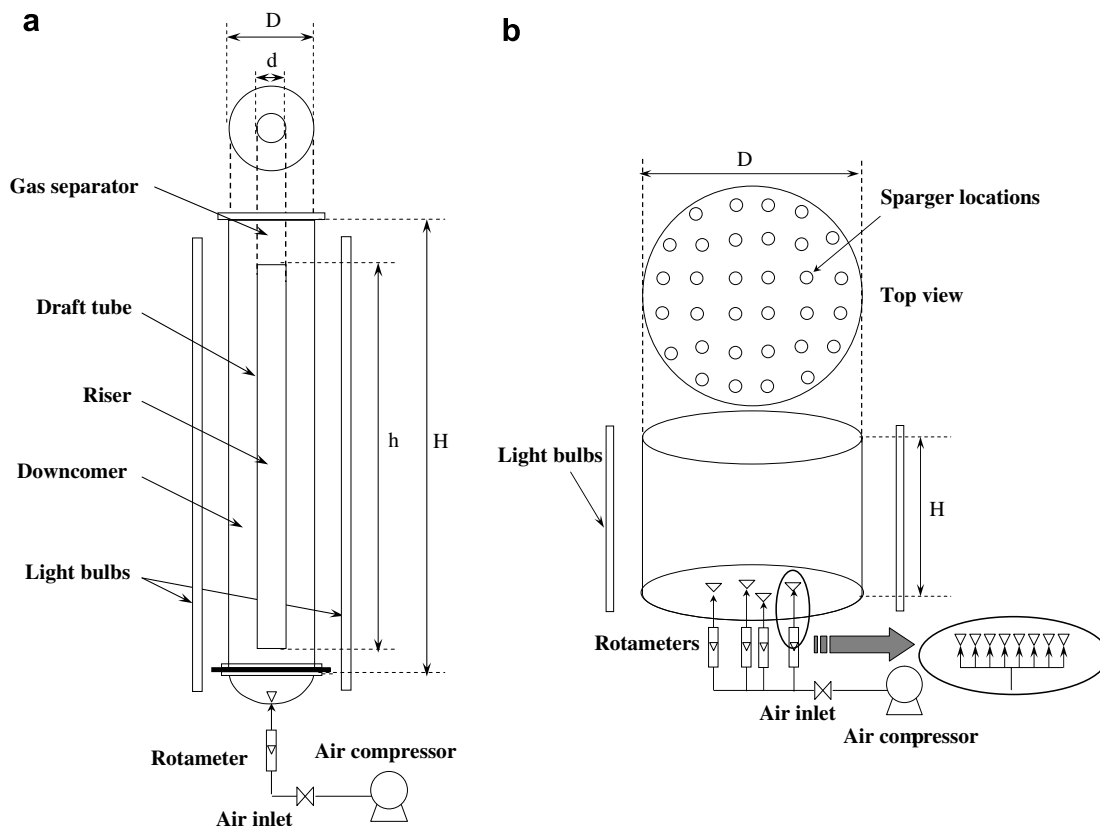 a
D
d
Gas separator
Draft tube
Riser
h
H
Downcomer
Light bulbs
Rotameter
Air compressor
Air inlet
b
D
Sparger locations
Top view
Light bulbs
H
Rotameters
Air inlet
Air compressor